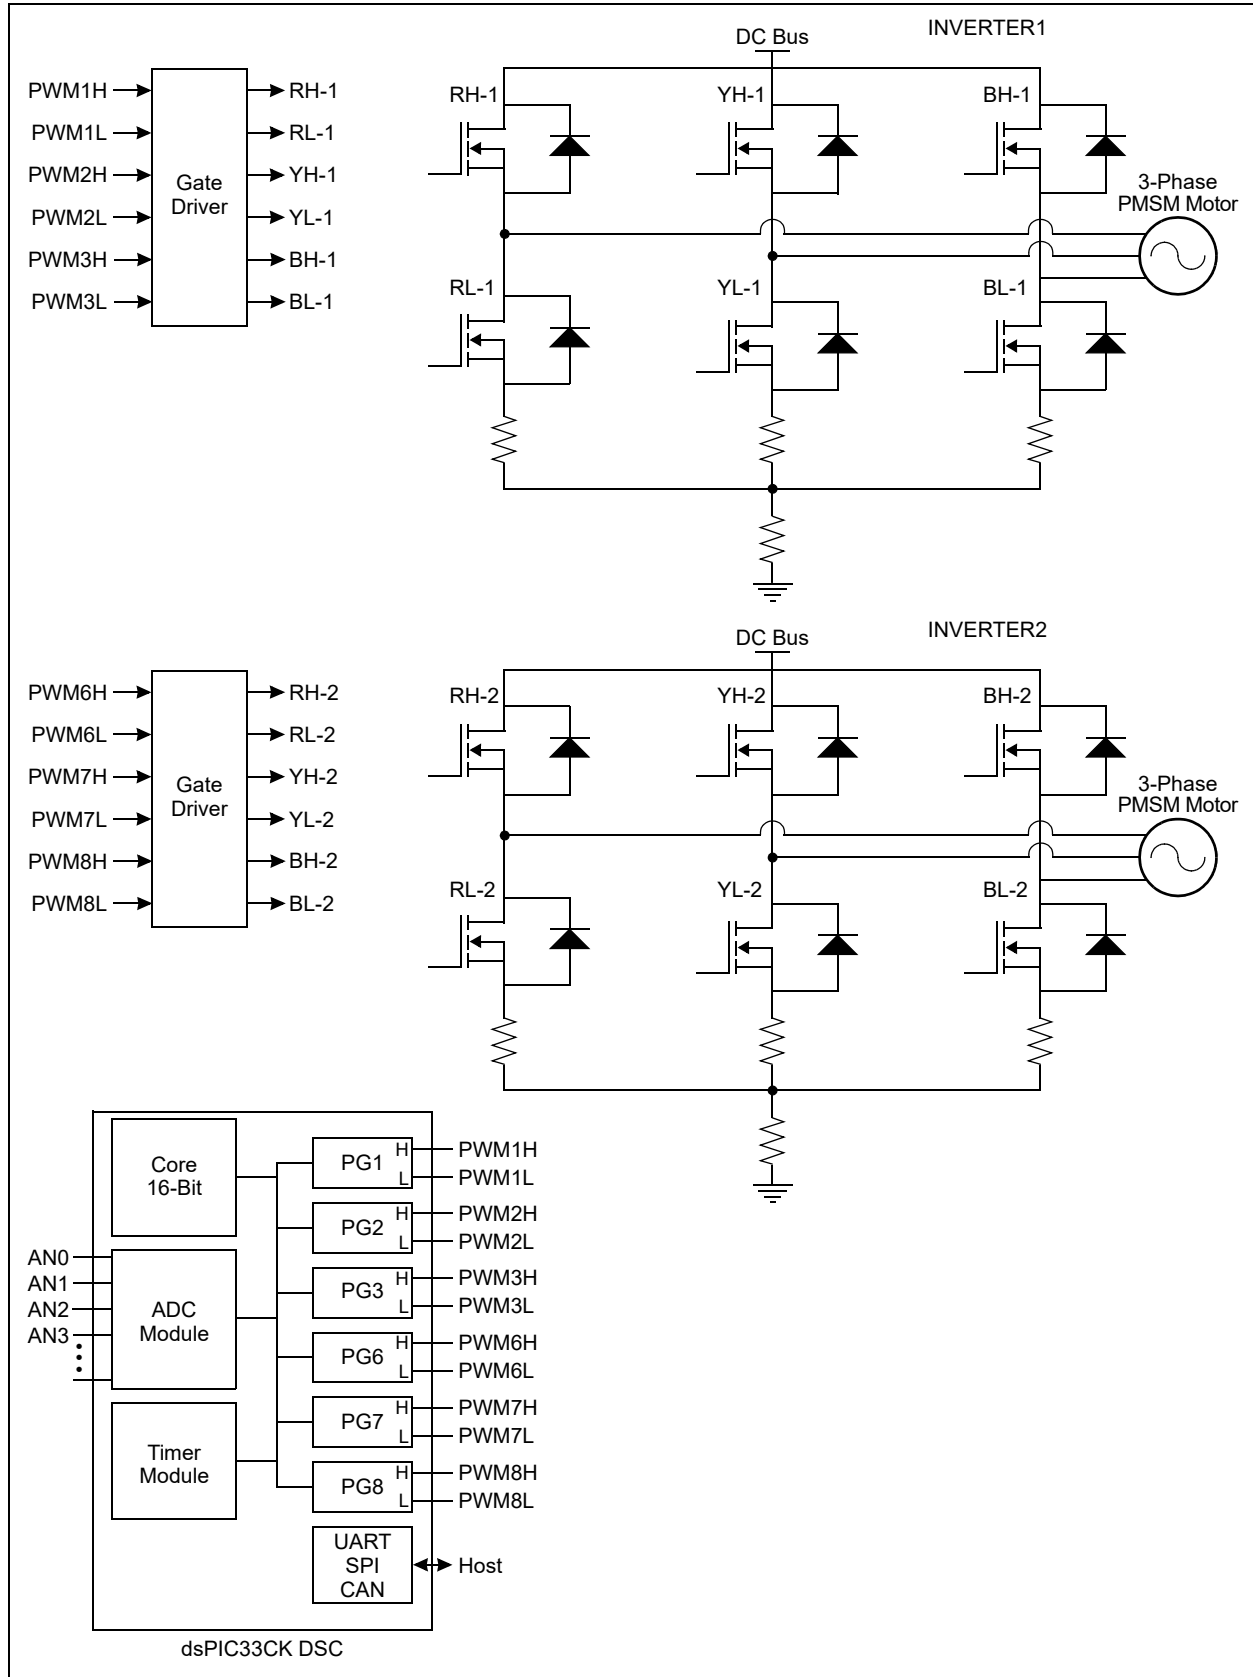 INVERTER1
DC Bus
PWM1H
PWM1L
PWM2H
PWM2L
PWM3H
PWM3L
Gate
Driver
RH-1
RL-1
YH-1
YL-1
BH-1
BL-1
RH-1
YH-1
BH-1
3-Phase
PMSM Motor
RL-1
YL-1
BL-1
INVERTER2
DC Bus
PWM6H
PWM6L
PWM7H
PWM7L
PWM8H
PWM8L
Gate
Driver
RH-2
RL-2
YH-2
YL-2
BH-2
BL-2
RH-2
YH-2
BH-2
3-Phase
PMSM Motor
RL-2
YL-2
BL-2
Core
16-Bit
AN0
AN1
AN2
AN3
ADC
Module
Timer
Module
PG1
H
L
PWM1H
PWM1L
PG2
H
L
PWM2H
PWM2L
PG3
H
L
PWM3H
PWM3L
PG6
H
L
PWM6H
PWM6L
PG7
H
L
PWM7H
PWM7L
PG8
H
L
PWM8H
PWM8L
UART
SPI
CAN
Host
dsPIC33CK DSC